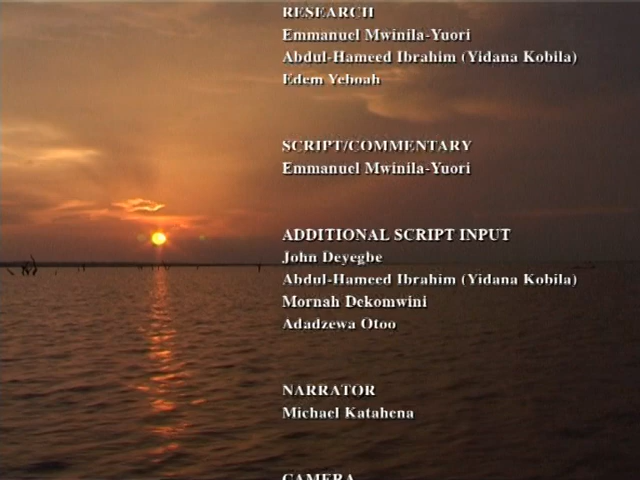 RESEARCH
Emmanuel Mwinila-Yuori
Abdul-Hameed Ibrahim (Yidana Kobila)
Edem Yeboah
SCRIPT/COMMENTARY
Emmanuel Mwinila-Yuori
ADDITIONAL SCRIPT INPUT
John Deyegbe
Abdul-Hameed Ibrahim (Yidana Kobila)
Mornah Dekomwini
Adadzewa Otoo
NARRATOR
Michael Katahena
CAMERA